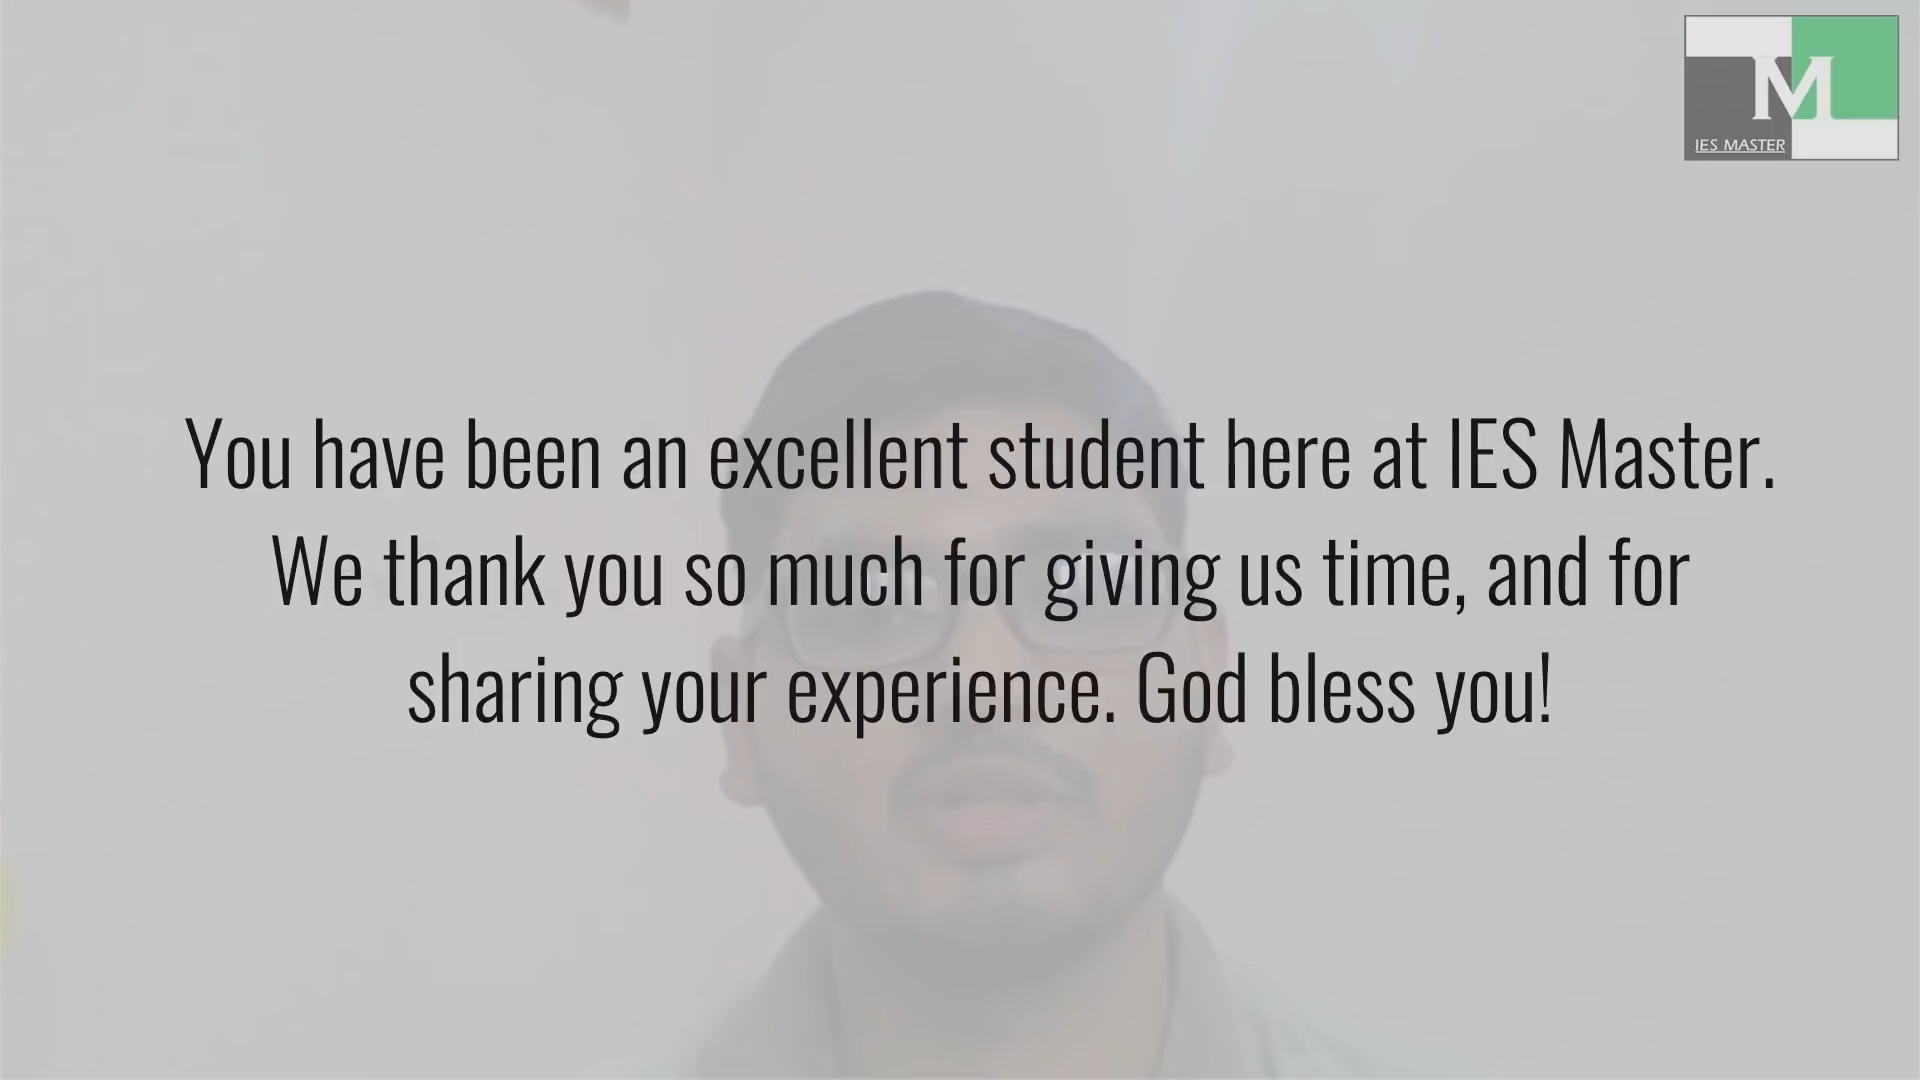 M
IES MASTER
You have been an excellent student here at IES Master.
We thank you so much for giving us time, and for
sharing your experience. God bless you!